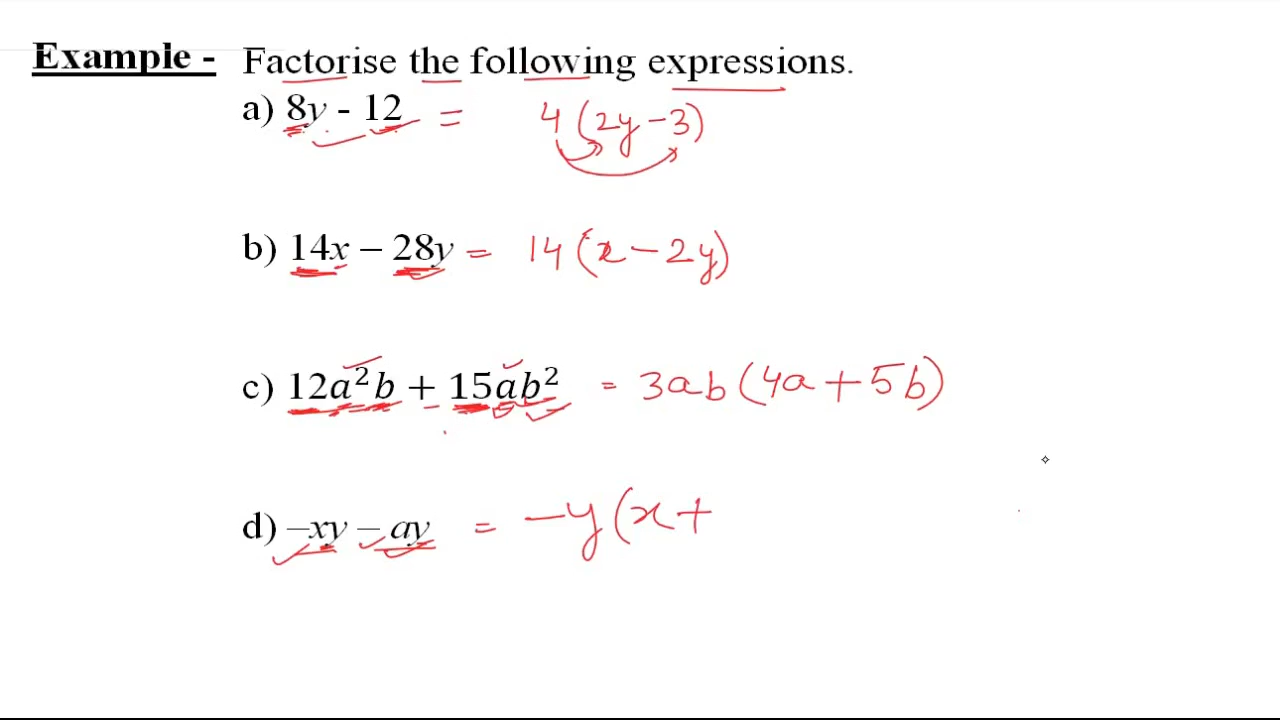 Example - Factorise the following expressions.
a) 8y - 12 = 4(2y-3)
b) 14x – 28y = 14(x-2y)
c) 12a²b + 15ab² = 3ab(4a+5b)
d) –xy – ay = -y(x+